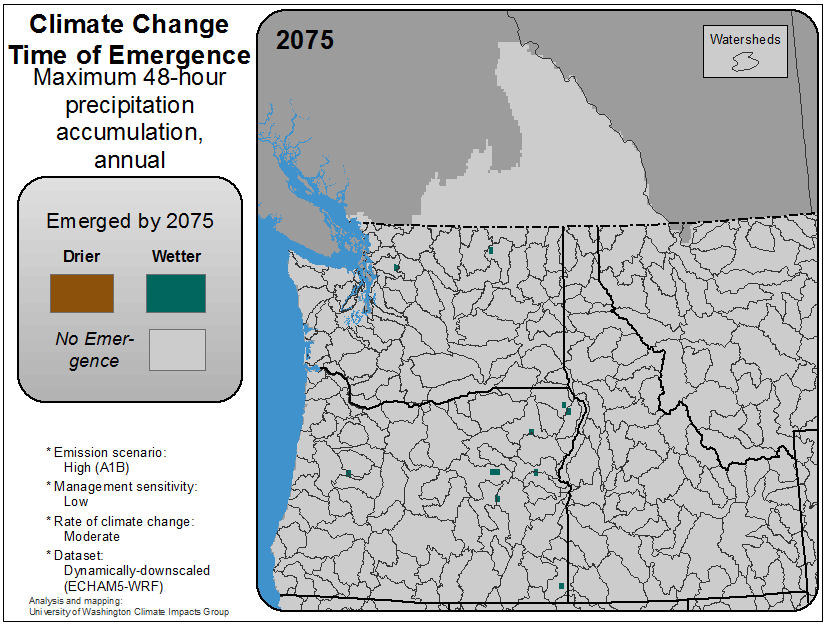 Climate Change
Time of Emergence
Maximum 48-hour
precipitation
accumulation,
annual
Emerged by 2075
Drier
Wetter
No Emer-
gence
* Emission scenario:
High (A1B)
* Management sensitivity:
Low
* Rate of climate change:
Moderate
* Dataset:
Dynamically-downscaled
(ECHAM5-WRF)
Analysis and mapping:
University of Washington Climate Impacts Group
2075
Watersheds